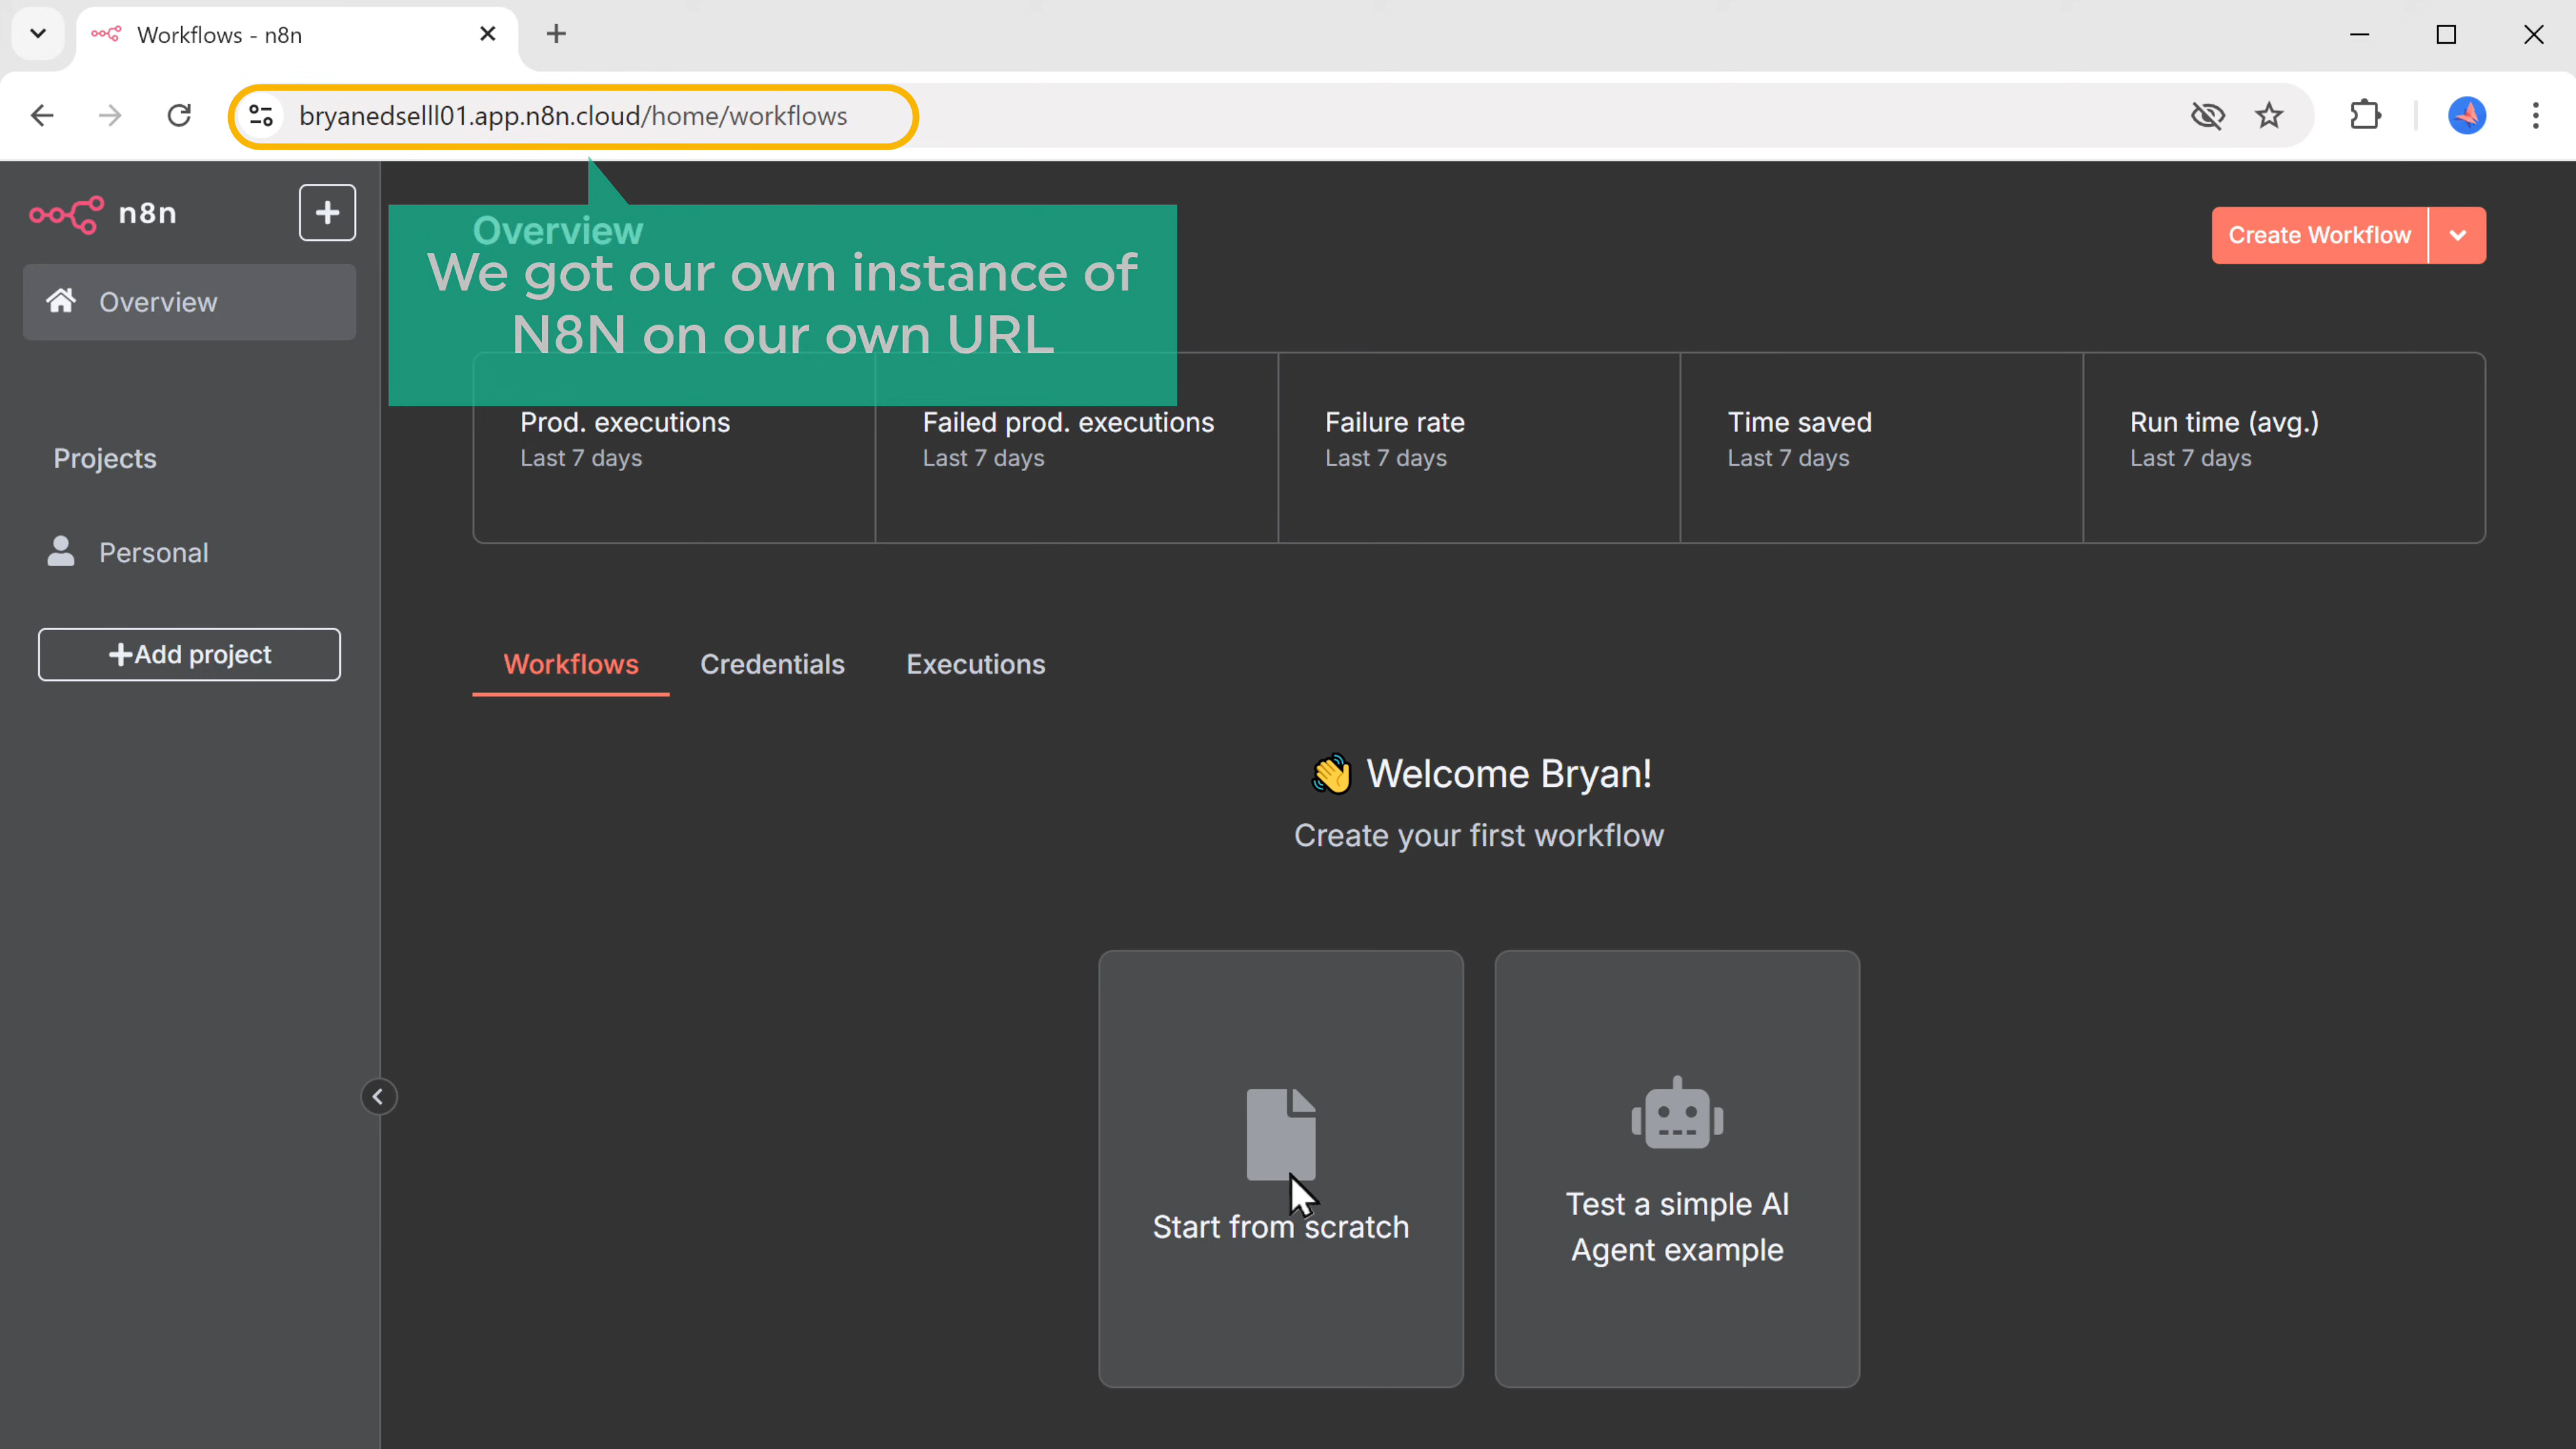 Workflows - n8n
bryanedselll01.app.n8n.cloud/home/workflows
n8n
Overview
Projects
Personal
Add project
Overview
We got our own instance of
N8N on our own URL
Create Workflow
Prod. executions
Last 7 days
Failed prod. executions
Last 7 days
Failure rate
Last 7 days
Time saved
Last 7 days
Run time (avg.)
Last 7 days
Workflows
Credentials
Executions
👋 Welcome Bryan!
Create your first workflow
Start from scratch
Test a simple AI
Agent example